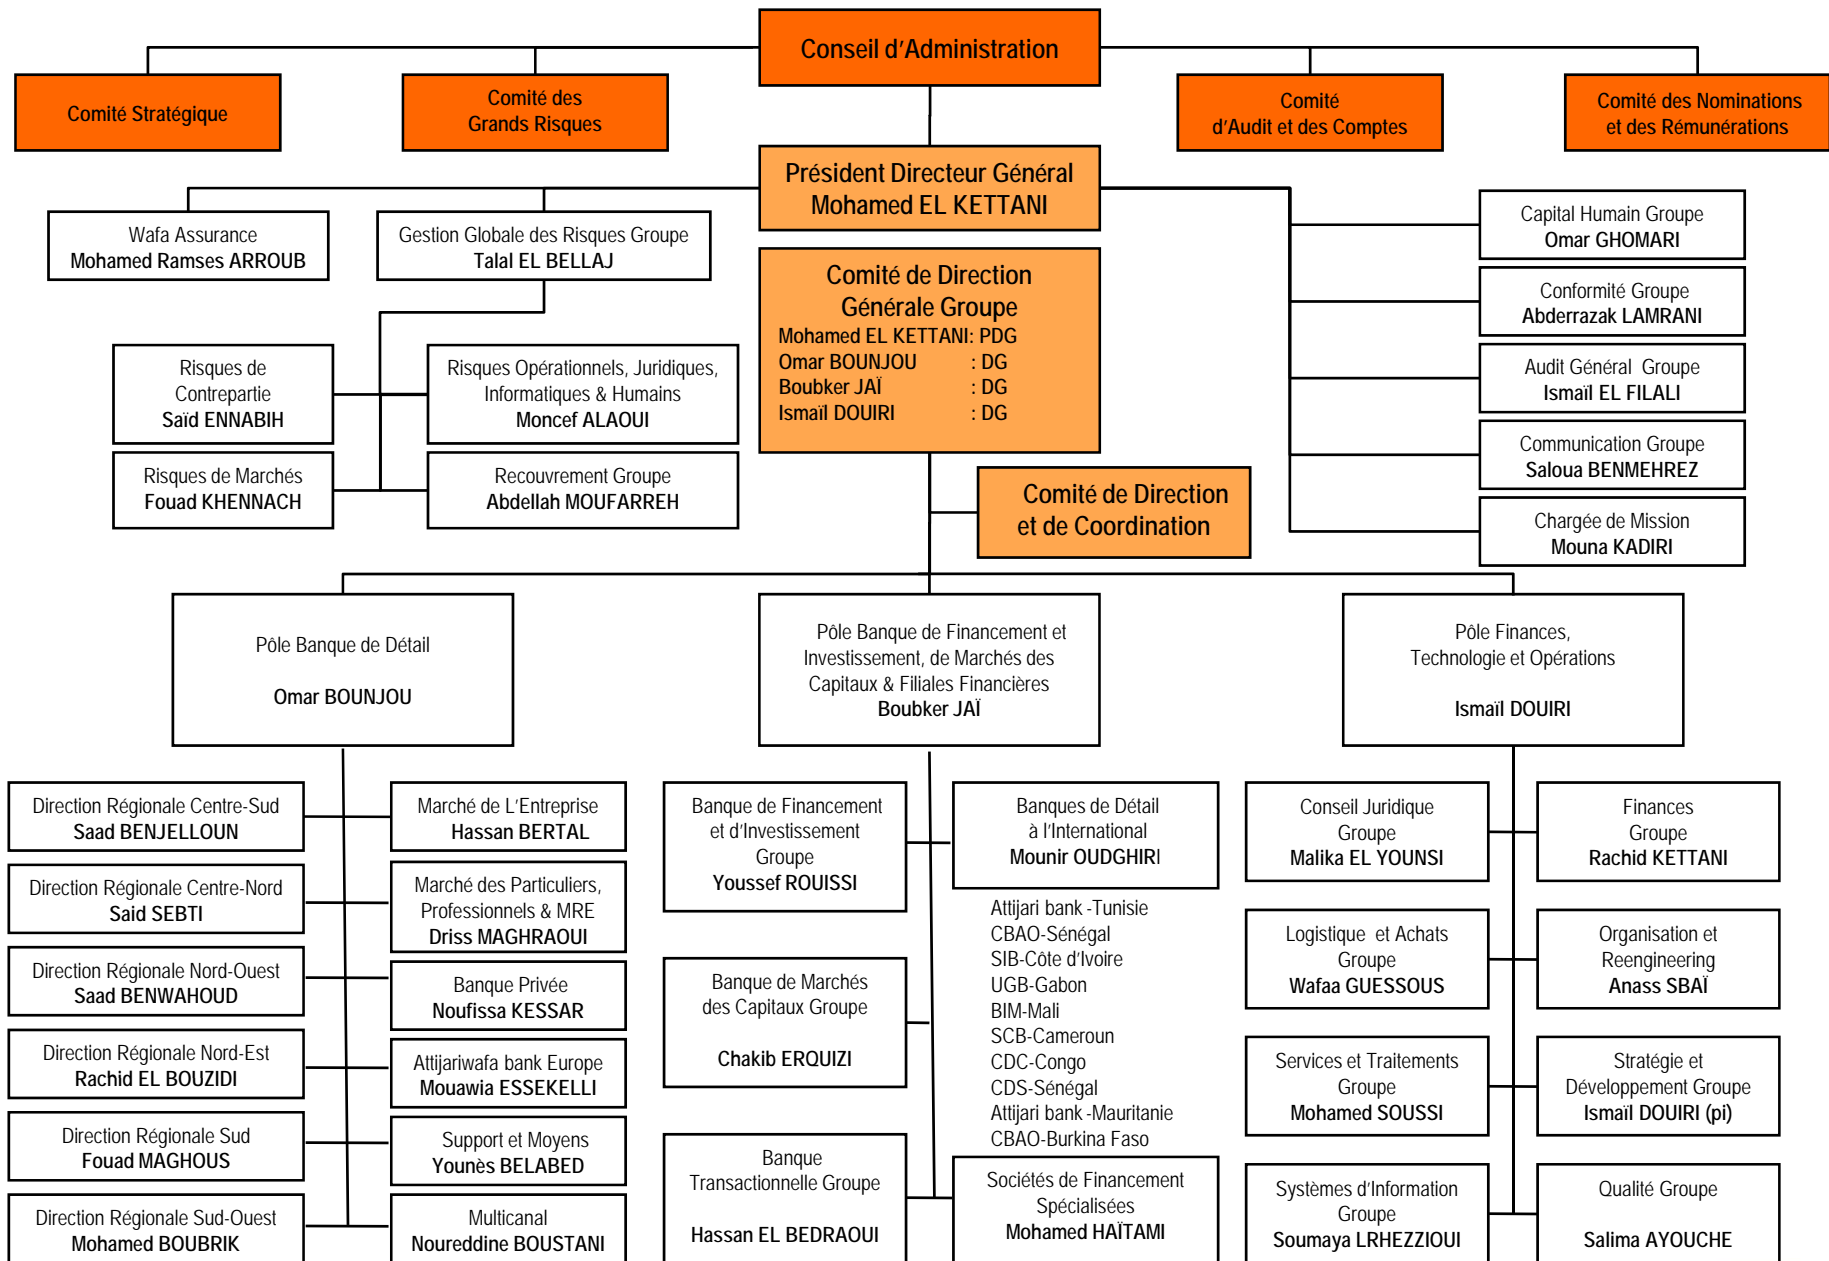 Conseil d'Administration
Comité Stratégique
Comité des
Grands Risques
Comité
d'Audit et des Comptes
Comité des Nominations
et des Rémunérations
Président Directeur Général
Mohamed EL KETTANI
Wafa Assurance
Mohamed Ramses ARROUB
Gestion Globale des Risques Groupe
Talal EL BELLAJ
Capital Humain Groupe
Omar GHOMARI
Conformité Groupe
Abderrazak LAMRANI
Audit Général Groupe
Ismaïl EL FILALI
Communication Groupe
Saloua BENMEHREZ
Chargée de Mission
Mouna KADIRI
Comité de Direction
Générale Groupe
Mohamed EL KETTANI: PDG
Omar BOUNJOU : DG
Boubker JAÏ : DG
Ismaïl DOUIRI : DG
Risques de
Contrepartie
Saïd ENNABIH
Risques Opérationnels, Juridiques,
Informatiques & Humains
Moncef ALAOUI
Risques de Marchés
Fouad KHENNACH
Recouvrement Groupe
Abdellah MOUFARREH
Comité de Direction
et de Coordination
Pôle Banque de Détail
Omar BOUNJOU
Pôle Banque de Financement et
Investissement, de Marchés des
Capitaux & Filiales Financières
Boubker JAÏ
Pôle Finances,
Technologie et Opérations
Ismaïl DOUIRI
Direction Régionale Centre-Sud
Saad BENJELLOUN
Direction Régionale Centre-Nord
Said SEBTI
Direction Régionale Nord-Ouest
Saad BENWAHOUD
Direction Régionale Nord-Est
Rachid EL BOUZIDI
Direction Régionale Sud
Fouad MAGHOUS
Direction Régionale Sud-Ouest
Mohamed BOUBRIK
Marché de L'Entreprise
Hassan BERTAL
Marché des Particuliers,
Professionnels & MRE
Driss MAGHRAOUI
Banque Privée
Noufissa KESSAR
Attijariwafa bank Europe
Mouawia ESSEKELLI
Support et Moyens
Younès BELABED
Multicanal
Noureddine BOUSTANI
Banque de Financement
et d'Investissement
Groupe
Youssef ROUISSI
Banque de Marchés
des Capitaux Groupe
Chakib ERQUIZI
Banque
Transactionnelle Groupe
Hassan EL BEDRAOUI
Banques de Détail
à l'International
Mounir OUDGHIRI
Attijari bank -Tunisie
CBAO-Sénégal
SIB-Côte d'Ivoire
UGB-Gabon
BIM-Mali
SCB-Cameroun
CDC-Congo
CDS-Sénégal
Attijari bank -Mauritanie
CBAO-Burkina Faso
Sociétés de Financement
Spécialisées
Mohamed HAÏTAMI
Conseil Juridique
Groupe
Malika EL YOUNSI
Logistique et Achats
Groupe
Wafaa GUESSOUS
Services et Traitements
Groupe
Mohamed SOUSSI
Systèmes d'Information
Groupe
Soumaya LRHEZZIOUI
Finances
Groupe
Rachid KETTANI
Organisation et
Reengineering
Anass SBAÏ
Stratégie et
Développement Groupe
Ismaïl DOUIRI (pi)
Qualité Groupe
Salima AYOUCHE